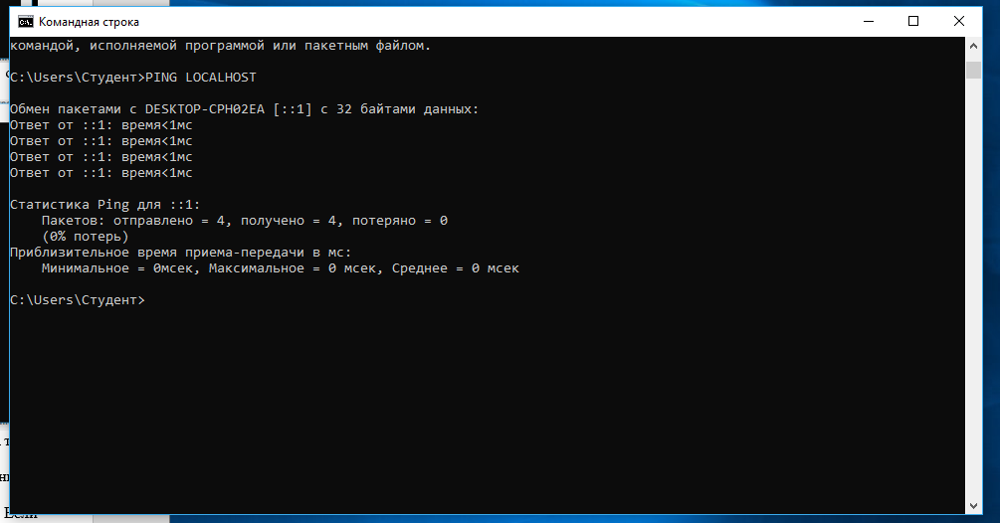 Командная строка
командой, исполняемой программой или пакетным файлом.
C:\Users\Студент>PING LOCALHOST
Обмен пакетами с DESKTOP-CPH02EA [::1] с 32 байтами данных:
Ответ от ::1: время<1мс
Ответ от ::1: время<1мс
Ответ от ::1: время<1мс
Ответ от ::1: время<1мс
Статистика Ping для ::1:
Пакетов: отправлено = 4, получено = 4, потеряно = 0
(0% потерь)
Приблизительное время приема-передачи в мс:
Минимальное = 0мсек, Максимальное = 0 мсек, Среднее = 0 мсек
C:\Users\Студент>
Если